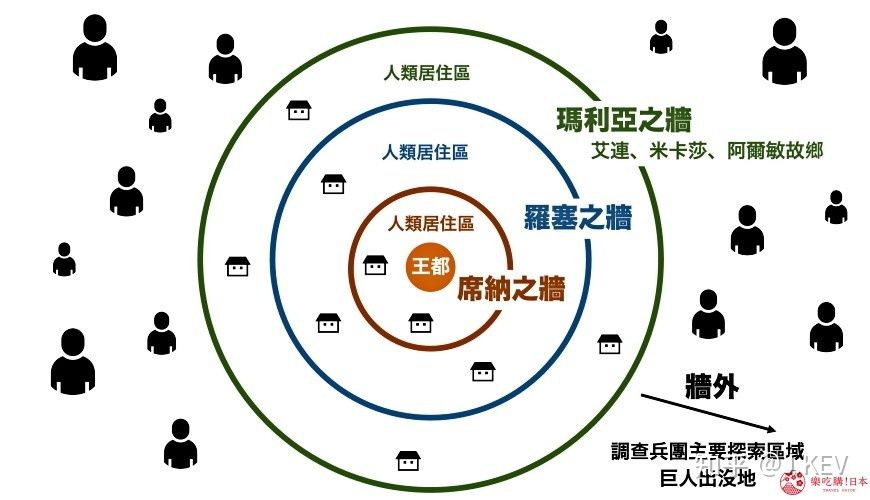 人類居住區
瑪利亞之牆
艾連、米卡莎、阿爾敏故鄉
人類居住區
羅塞之牆
人類居住區
王都
席納之牆
牆外
調查兵團主要探索區域
巨人出沒地
知乎 @TKEV
樂吃購!日本
TRAVEL GUIDE